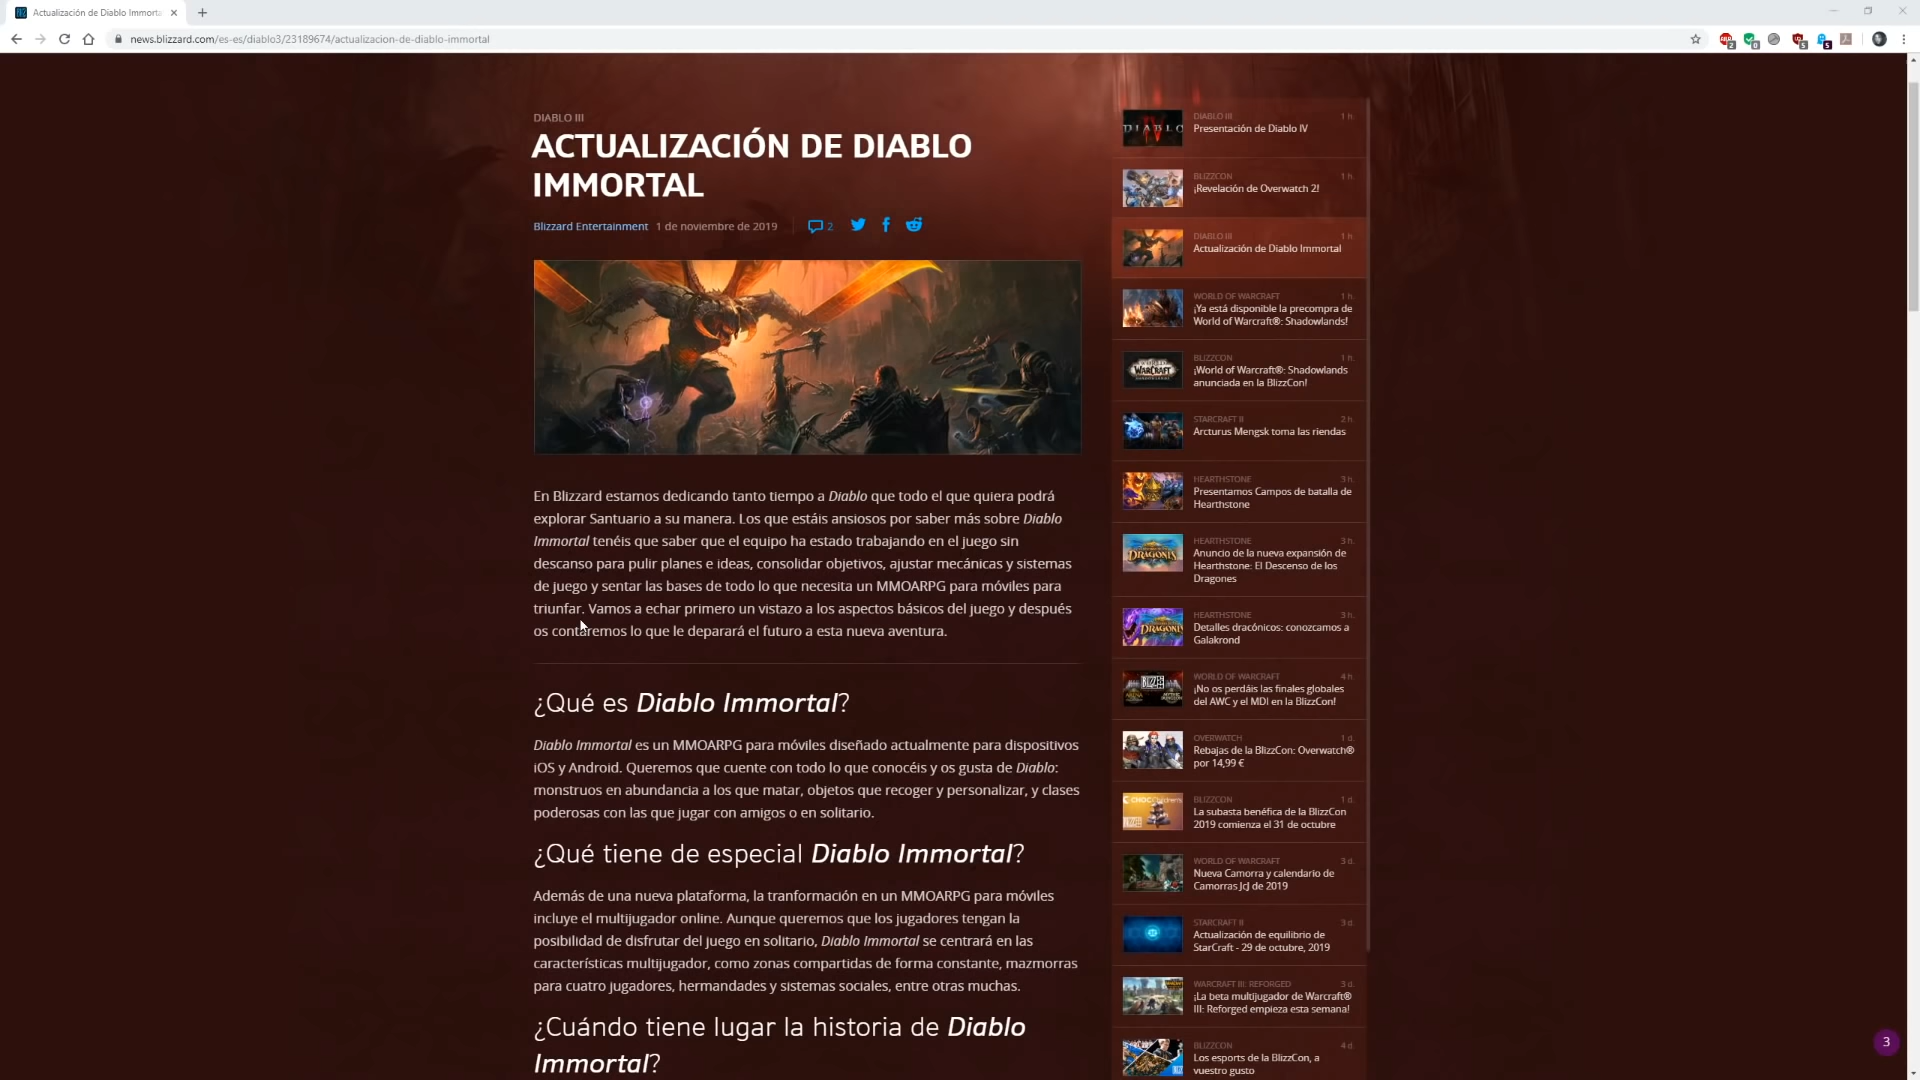 Actualización de Diablo Immorta
news.blizzard.com/es-es/diablo3/23189674/actualizacion-de-diablo-immortal
DIABLO III
ACTUALIZACIÓN DE DIABLO
IMMORTAL
Blizzard Entertainment 1 de noviembre de 2019 2
En Blizzard estamos dedicando tanto tiempo a Diablo que todo el que quiera podrá
explorar Santuario a su manera. Los que estáis ansiosos por saber más sobre Diablo
Immortal tenéis que saber que el equipo ha estado trabajando en el juego sin
descanso para pulir planes e ideas, consolidar objetivos, ajustar mecánicas y sistemas
de juego y sentar las bases de todo lo que necesita un MMOARPG para móviles para
triunfar. Vamos a echar primero un vistazo a los aspectos básicos del juego y después
os contaremos lo que le deparará el futuro a esta nueva aventura.
¿Qué es Diablo Immortal?
Diablo Immortal es un MMOARPG para móviles diseñado actualmente para dispositivos
iOS y Android. Queremos que cuente con todo lo que conocéis y os gusta de Diablo:
monstruos en abundancia a los que matar, objetos que recoger y personalizar, y clases
poderosas con las que jugar con amigos o en solitario.
¿Qué tiene de especial Diablo Immortal?
Además de una nueva plataforma, la tranformación en un MMOARPG para móviles
incluye el multijugador online. Aunque queremos que los jugadores tengan la
posibilidad de disfrutar del juego en solitario, Diablo Immortal se centrará en las
características multijugador, como zonas compartidas de forma constante, mazmorras
para cuatro jugadores, hermandades y sistemas sociales, entre otras muchas.
¿Cuándo tiene lugar la historia de Diablo
Immortal?
DIABLO
DIABLO III 1 h.
Presentación de Diablo IV
BLIZZCON 1 h.
¡Revelación de Overwatch 2!
DIABLO III 1 h.
Actualización de Diablo Immortal
WORLD OF WARCRAFT 1 h.
¡Ya está disponible la precompra de
World of Warcraft®: Shadowlands!
WARCRAFT
BLIZZCON 1 h.
¡World of Warcraft®: Shadowlands
anunciada en la BlizzCon!
STARCRAFT II 2 h.
Arcturus Mengsk toma las riendas
HEARTHSTONE 3 h.
Presentamos Campos de batalla de
Hearthstone
DRAGONS
HEARTHSTONE 3 h.
Anuncio de la nueva expansión de
Hearthstone: El Descenso de los
Dragones
DRAGONS
HEARTHSTONE 3 h.
Detalles dracónicos: conozcamos a
Galakrond
WORLD OF WARCRAFT 4 h.
¡No os perdáis las finales globales
del AWC y el MDI en la BlizzCon!
OVERWATCH 1 d.
Rebajas de la BlizzCon: Overwatch®
por 14,99 €
BLIZZCON 1 d.
La subasta benéfica de la BlizzCon
2019 comienza el 31 de octubre
WORLD OF WARCRAFT 3 d.
Nueva Camorra y calendario de
Camorras JcJ de 2019
STARCRAFT II 3 d.
Actualización de equilibrio de
StarCraft - 29 de octubre, 2019
WARCRAFT III: REFORGED 3 d.
¡La beta multijugador de Warcraft®
III: Reforged empieza esta semana!
BLIZZCON 4 d.
Los esports de la BlizzCon, a
vuestro gusto
3